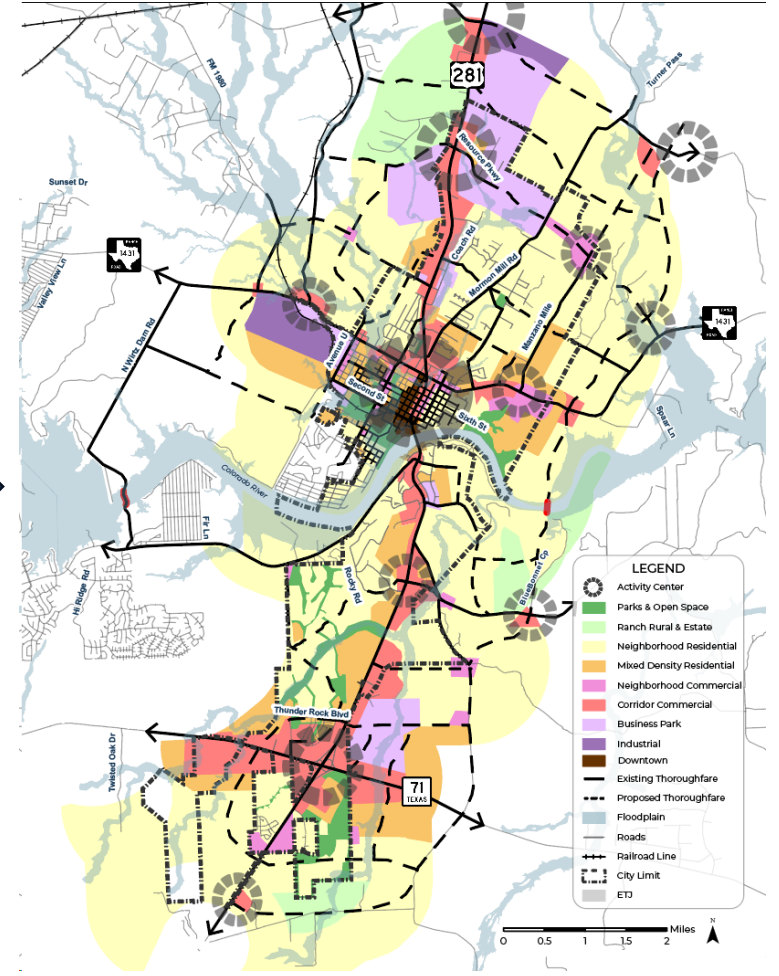 281
FM 1980
Turner Pass
Resource Pkwy
Sunset Dr
Coach Rd
1431
Valley View Ln
Mormon Mill Rd
N Wirtz Dam Rd
Manzano Mile
1431
Avenue U
Second St
Sixth St
Spaar Ln
Colorado River
Fir Ln
BlueBonnet Cp
Hi Ridge Rd
Rocky Rd
Thunder Rock Blvd
Twisted Oak Dr
71
TEXAS
LEGEND
Activity Center
Parks & Open Space
Ranch Rural & Estate
Neighborhood Residential
Mixed Density Residential
Neighborhood Commercial
Corridor Commercial
Business Park
Industrial
Downtown
Existing Thoroughfare
Proposed Thoroughfare
Floodplain
Roads
Railroad Line
City Limit
ETJ
Miles
N
0 0.5 1 1.5 2